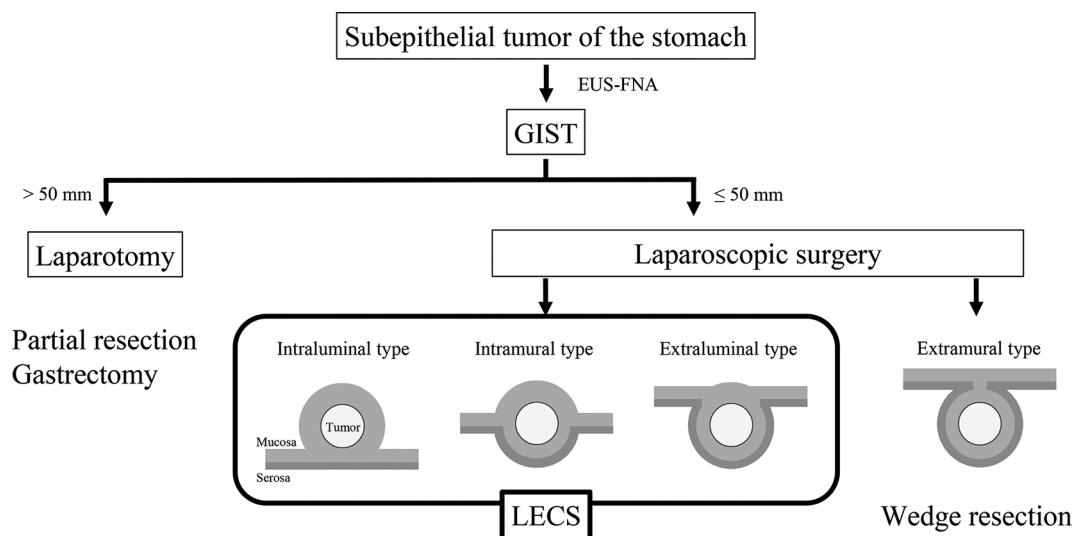 Subepithelial tumor of the stomach
EUS-FNA
GIST
> 50 mm
≤ 50 mm
Laparotomy
Laparoscopic surgery
Partial resection
Gastrectomy
Intraluminal type
Intramural type
Extraluminal type
Extramural type
Tumor
Mucosa
Serosa
LECS
Wedge resection